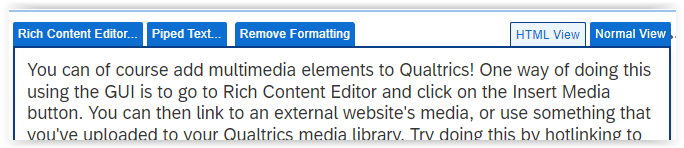 Rich Content Editor... Piped Text... Remove Formatting HTML View Normal View
You can of course add multimedia elements to Qualtrics! One way of doing this
using the GUI is to go to Rich Content Editor and click on the Insert Media
button. You can then link to an external website's media, or use something that
you've uploaded to your Qualtrics media library. Try doing this by hotlinking to